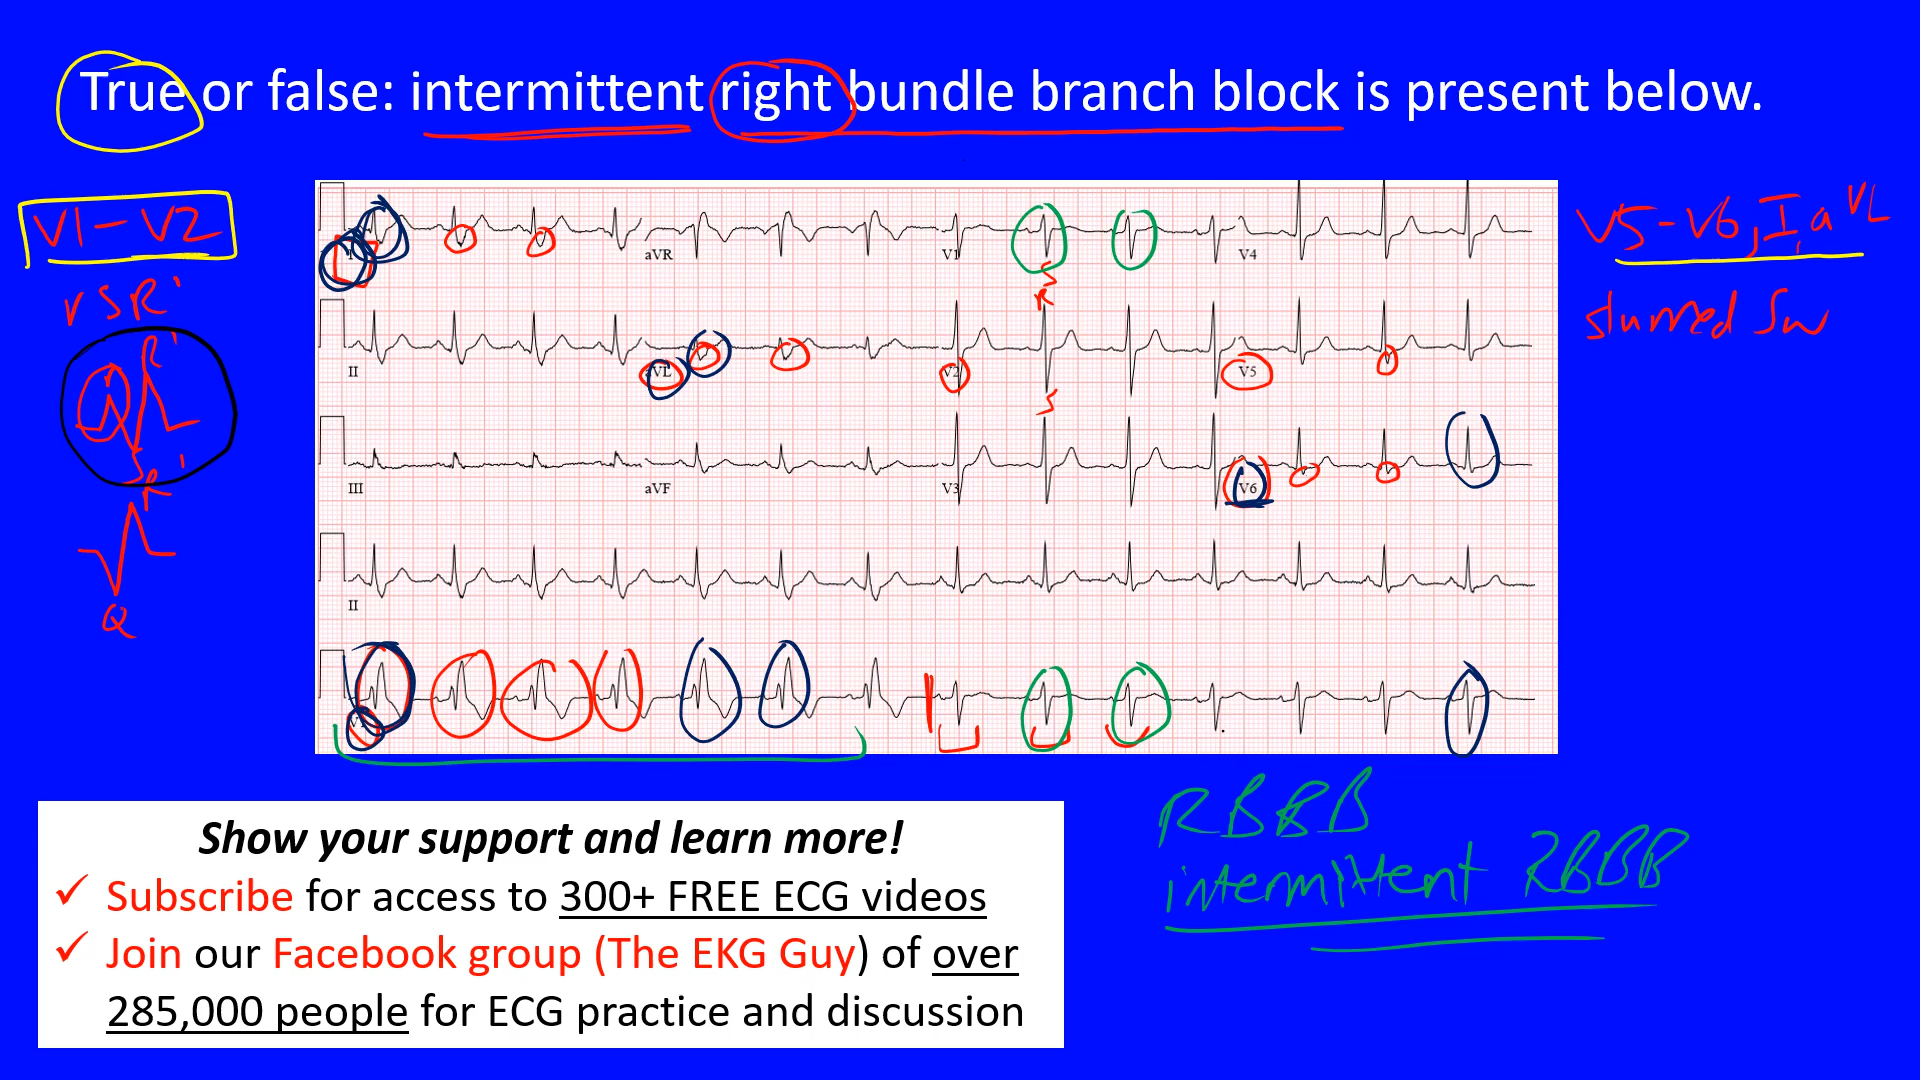 True or false: intermittent right bundle branch block is present below.
V1-V2
rSR'
r R'
S
R'
Q
V5-V6, I, aVL
slurred Sw
I aVR V1 V4
II aVL V2 V5
III aVF V3 V6
II
V1
R S
S
RBBB
intermittent RBBB
Show your support and learn more!
✓ Subscribe for access to 300+ FREE ECG videos
✓ Join our Facebook group (The EKG Guy) of over
285,000 people for ECG practice and discussion